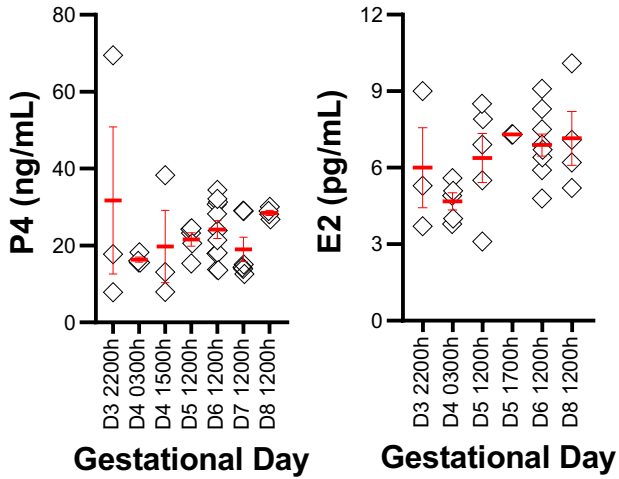 P4 (ng/mL)
80
60
40
20
0
D3 2200h
D4 0300h
D4 1500h
D5 1200h
D6 1200h
D7 1200h
D8 1200h
Gestational Day
E2 (pg/mL)
12
9
6
3
0
D3 2200h
D4 0300h
D5 1200h
D5 1700h
D6 1200h
D8 1200h
Gestational Day